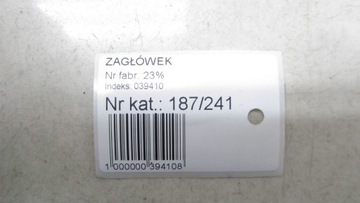 ZAGŁÓWEK
Nr fabr. 23%
Indeks. 039410
Nr kat.: 187/241
1 000000 394108